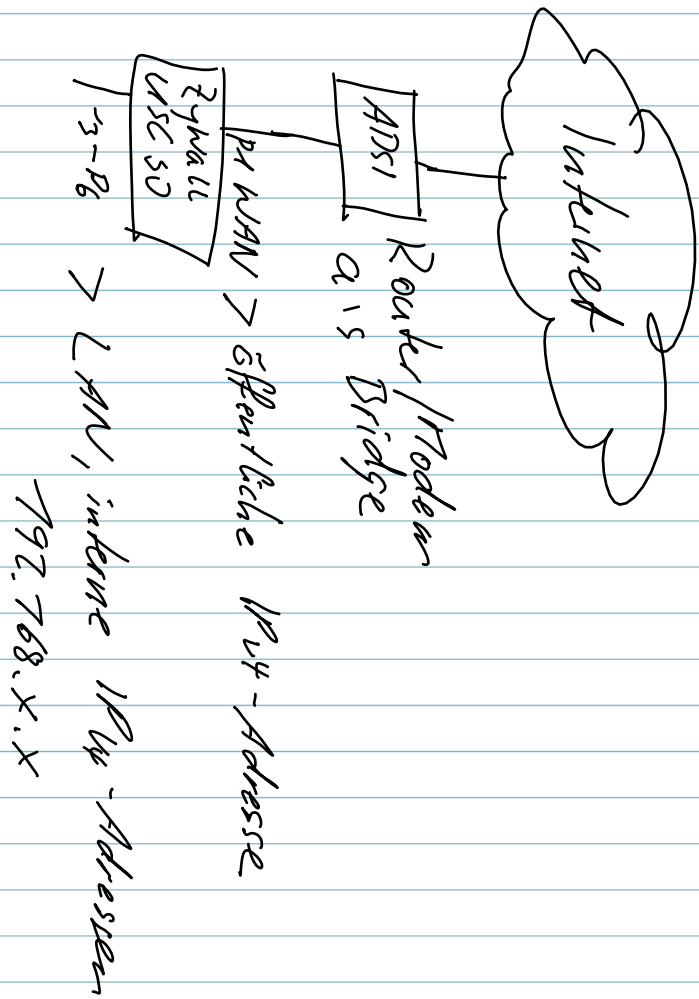 Internet
ADSl
Router/Modem
als Bridge
P1 WAN > öffentliche IPv4-Adresse
ZyWall
USG 50
P3-P6 > LAN, interne IPv4-Adressen
192.168.x.x